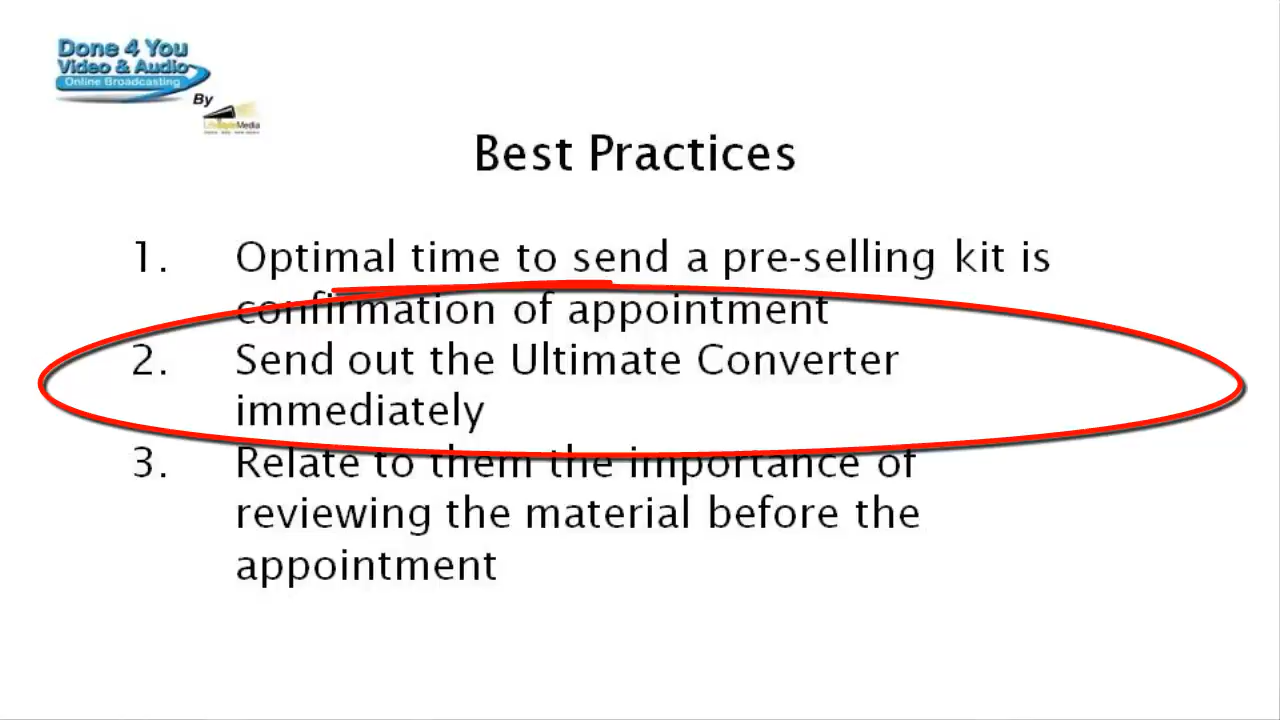 Done 4 You
Video & Audio
Online Broadcasting
By
Media
Best Practices
1. Optimal time to send a pre-selling kit is
confirmation of appointment
2. Send out the Ultimate Converter
immediately
3. Relate to them the importance of
reviewing the material before the
appointment